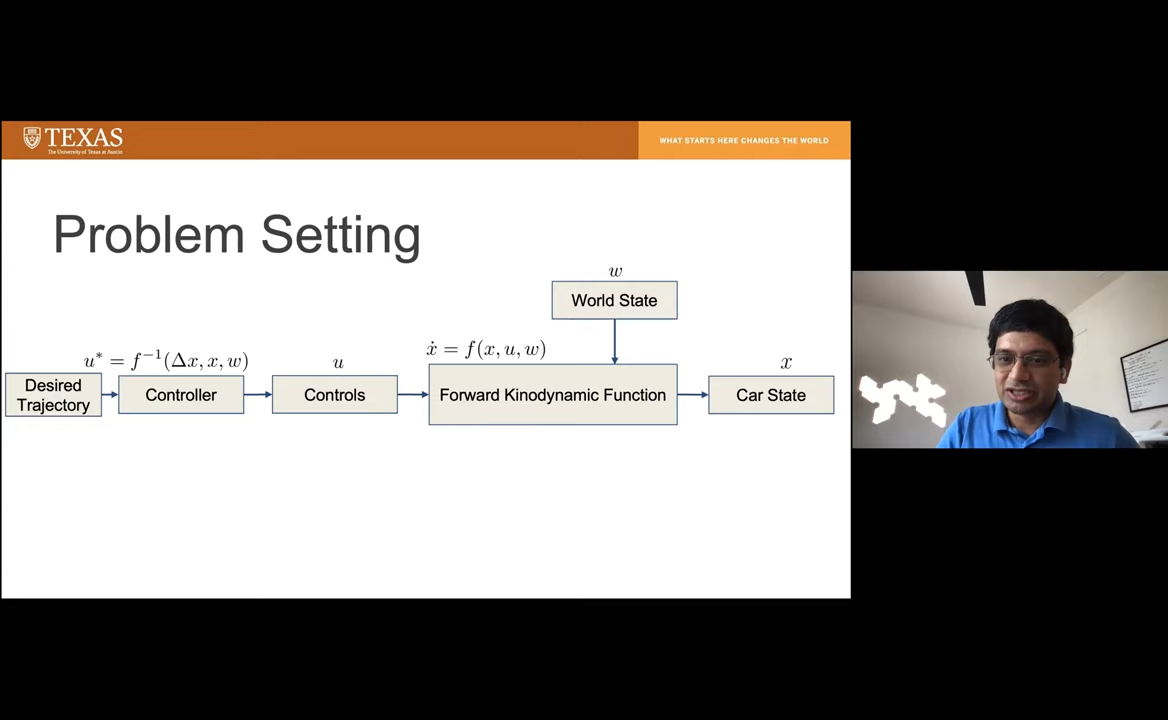 TEXAS
The University of Texas at Austin
WHAT STARTS HERE CHANGES THE WORLD
Problem Setting
w
World State
u* = f⁻¹(Δx, x, w)
u
ẋ = f(x, u, w)
x
Desired
Trajectory
Controller
Controls
Forward Kinodynamic Function
Car State